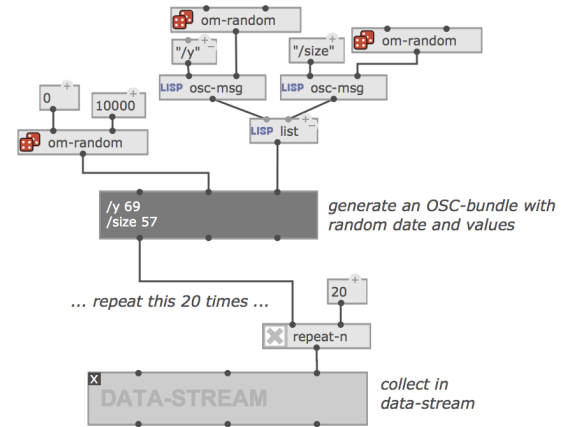 om-random
"/y"
"/size"
om-random
LISP osc-msg
LISP osc-msg
0
10000
LISP list
om-random
/y 69
/size 57
generate an OSC-bundle with
random date and values
... repeat this 20 times ...
20
repeat-n
X
DATA-STREAM
collect in
data-stream